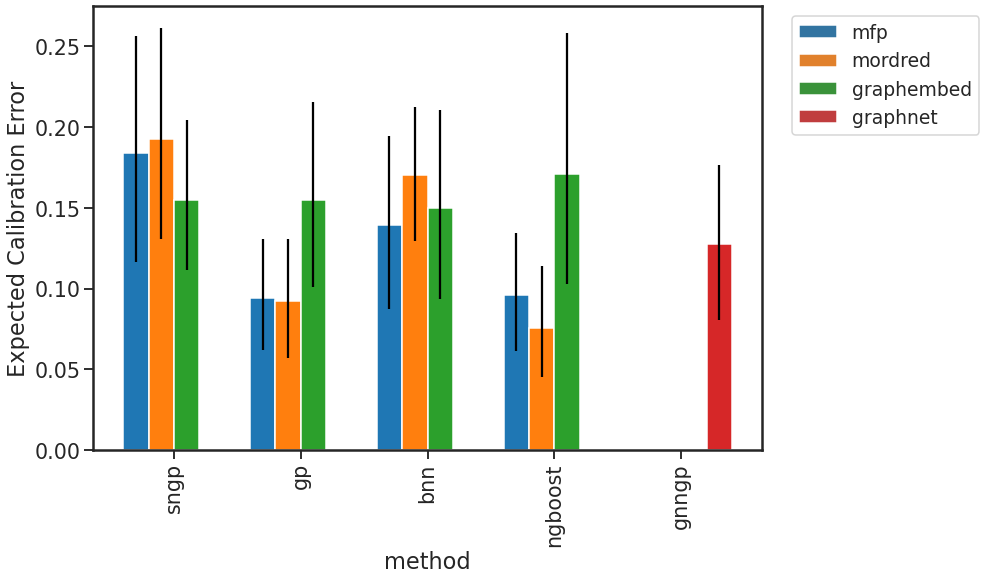 Expected Calibration Error
0.25
0.20
0.15
0.10
0.05
0.00
sngp
gp
bnn
ngboost
gnngp
method
mfp
mordred
graphembed
graphnet